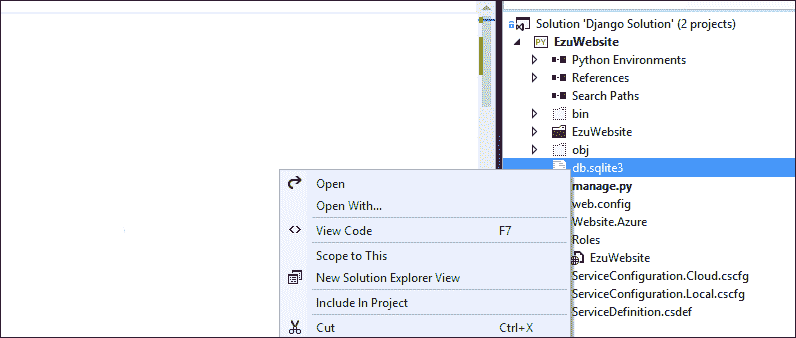 Solution 'Django Solution' (2 projects)
PY EzuWebsite
Python Environments
References
Search Paths
bin
EzuWebsite
obj
db.sqlite3
manage.py
web.config
Website.Azure
Roles
EzuWebsite
ServiceConfiguration.Cloud.cscfg
ServiceConfiguration.Local.cscfg
ServiceDefinition.csdef
Open
Open With...
View Code F7
Scope to This
New Solution Explorer View
Include In Project
Cut Ctrl+X